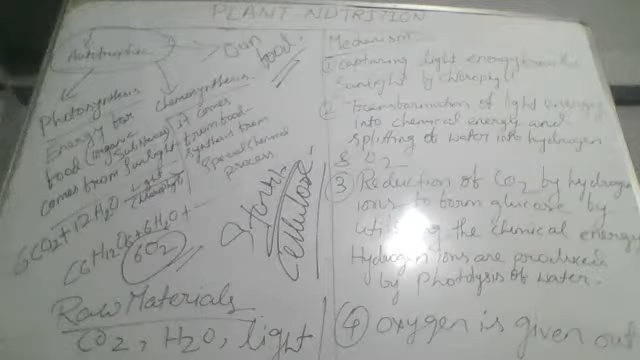 PLANT NUTRITION
Autotrophic
> Own
food.
Photosynthesis
Energy for
food (organic
Substances)
comes from sunlight
Chemosynthesis
It comes
from food
synthesis from
special chemical
process
6CO2 + 12H2O Light
Chlorophyll
C6H12O6 + 6H2O +
6O2
Starch
Cellulose
Raw Materials
CO2, H2O, light
Mechanism
① Capturing light energy from the
sunlight by chlorophyll
② Transformation of light energy
into chemical energy and
splitting of water into hydrogen
& O2
③ Reduction of CO2 by hydrogen
ions to form glucose by
utilizing the chemical energy
Hydrogen ions are produced
by photolysis of water.
④ oxygen is given out